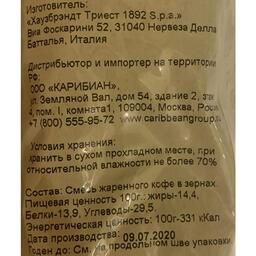 Изготовитель:
«Хаузбрэндт Триест 1892 S.p.a.»
Виа Фоскарини 52, 31040 Нервеза Делла
Батталья, Италия
Дистрибьютор и импортер на территории
РФ:
ООО «КАРИБИАН».
ул. Земляной Вал, дом 54, здание 2, этаж
4, пом. I, комната1, 109004, Москва, Росс
+7 (800) 555-95-72 www.caribbeangroup.
Условия хранения:
хранить в сухом прохладном месте, при
относительной влажности не более 70%
Состав: Смесь жаренного кофе в зернах.
Пищевая ценность 100г.: жиры-14,4,
Белки-13,9, Углеводы-29,5,
Энергетическая ценность: 100г-331 кКал
Дата производства: 09.07.2020
Годен до: См. на продольном шве упаковки.